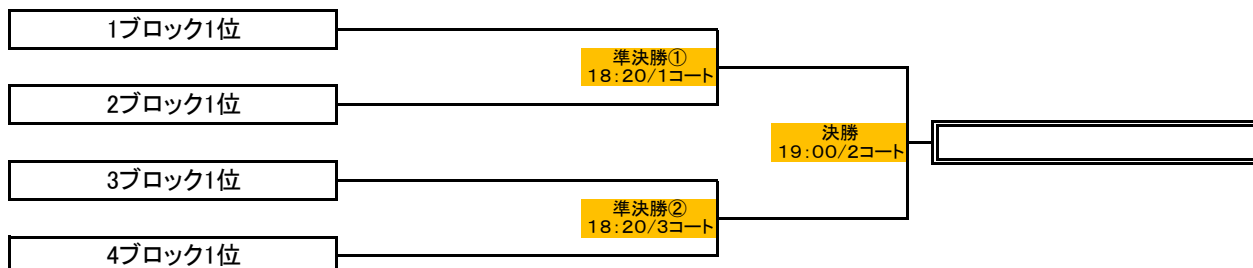 1ブロック1位
準決勝①
18:20/1コート
2ブロック1位
決勝
19:00/2コート
3ブロック1位
準決勝②
18:20/3コート
4ブロック1位